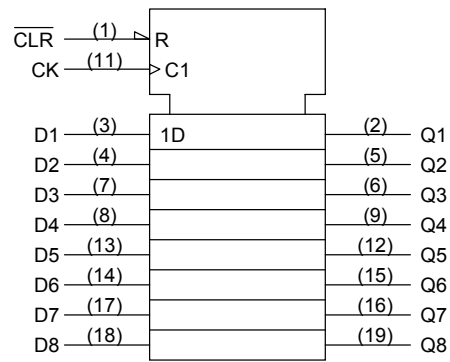 C̅L̅R̅ (1) R
CK (11) C1
D1 (3) 1D (2) Q1
D2 (4) (5) Q2
D3 (7) (6) Q3
D4 (8) (9) Q4
D5 (13) (12) Q5
D6 (14) (15) Q6
D7 (17) (16) Q7
D8 (18) (19) Q8